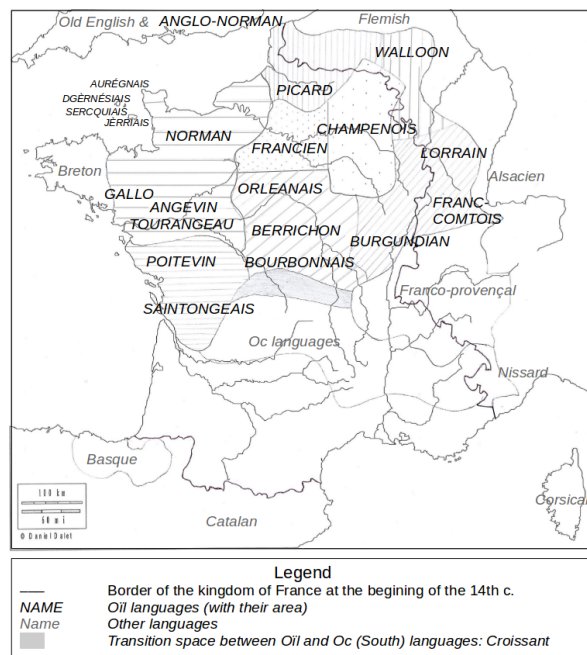 Old English &
ANGLO-NORMAN
Flemish
WALLOON
PICARD
AURÉGNAIS
DGÈRNÉSIAIS
SERCQUIAIS
JÈRRIAIS
NORMAN
CHAMPENOIS
FRANCIEN
LORRAIN
Breton
Alsacien
ORLEANAIS
GALLO
ANGEVIN
FRANC-
COMTOIS
TOURANGEAU
BERRICHON
BURGUNDIAN
POITEVIN
BOURBONNAIS
Franco-provençal
SAINTONGEAIS
Oc languages
Nissard
Basque
100 km
60 mi
© Daniel Dalet
Catalan
Corsican
Legend
Border of the kingdom of France at the begining of the 14th c.
NAME Oïl languages (with their area)
Name Other languages
Transition space between Oïl and Oc (South) languages: Croissant